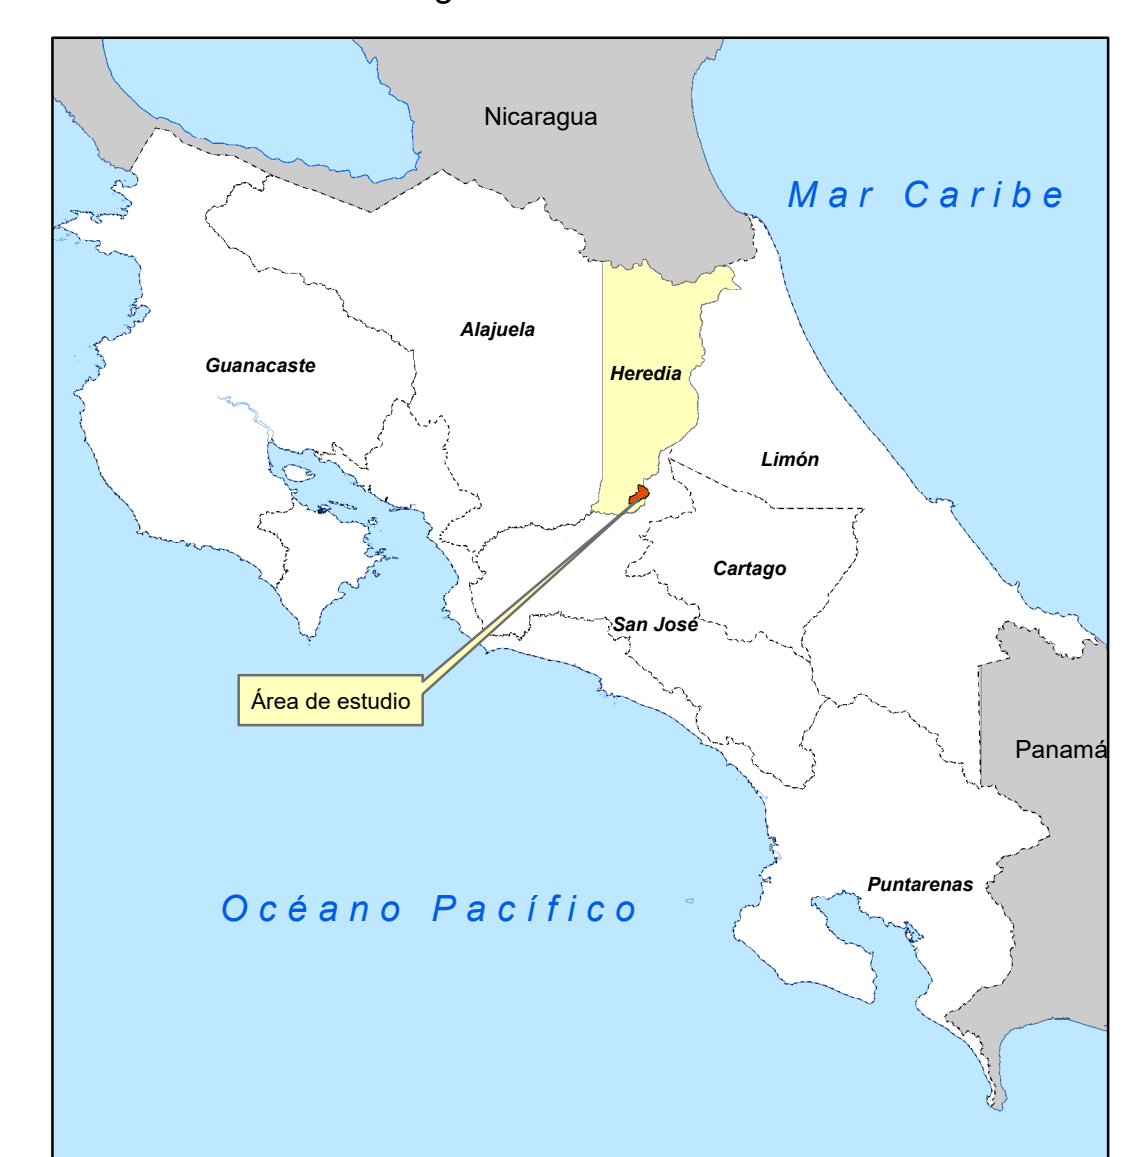 Nicaragua
Mar Caribe
Alajuela
Guanacaste
Heredia
Limón
Cartago
San José
Área de estudio
Panamá
Puntarenas
Océano Pacífico